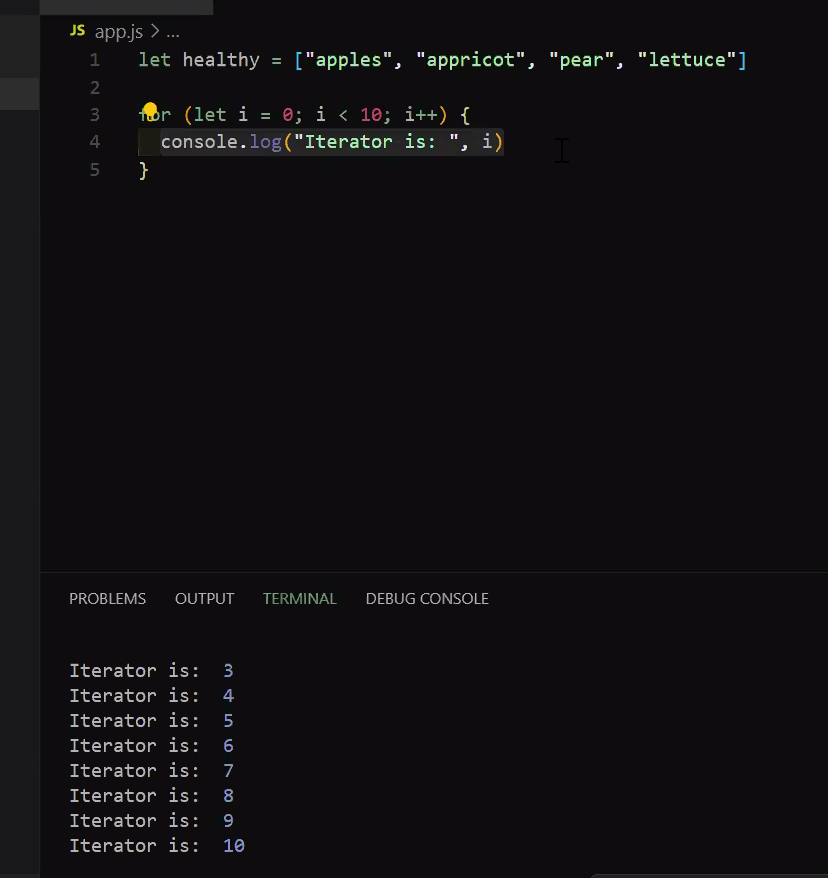 JS app.js > ...
1 let healthy = ["apples", "appricot", "pear", "lettuce"]
2
3 for (let i = 0; i < 10; i++) {
4 console.log("Iterator is: ", i)
5 }
PROBLEMS OUTPUT TERMINAL DEBUG CONSOLE
Iterator is: 3
Iterator is: 4
Iterator is: 5
Iterator is: 6
Iterator is: 7
Iterator is: 8
Iterator is: 9
Iterator is: 10